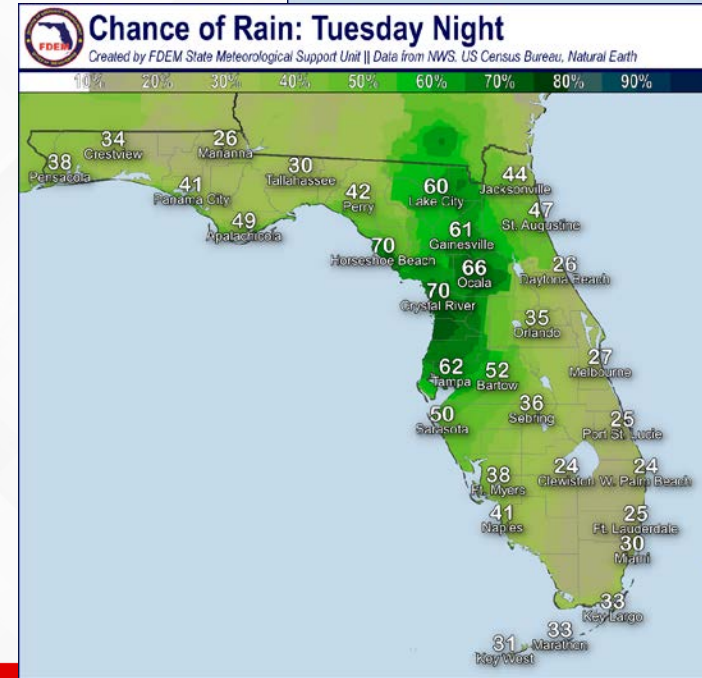 FDEM
Chance of Rain: Tuesday Night
Created by FDEM State Meteorological Support Unit || Data from NWS, US Census Bureau, Natural Earth
10% 20% 30% 40% 50% 60% 70% 80% 90%
34
Crestview
26
Marianna
38
Pensacola
30
Tallahassee
41
Panama City
42
Perry
60
Lake City
44
Jacksonville
49
Apalachicola
47
St. Augustine
61
Gainesville
70
Horseshoe Beach
66
Ocala
26
Daytona Beach
70
Crystal River
35
Orlando
62
Tampa
52
Bartow
27
Melbourne
36
Sebring
50
Sarasota
25
Port St. Lucie
38
Ft. Myers
24
Clewiston
24
W. Palm Beach
41
Naples
25
Ft. Lauderdale
30
Miami
33
Key Largo
33
Marathon
31
Key West